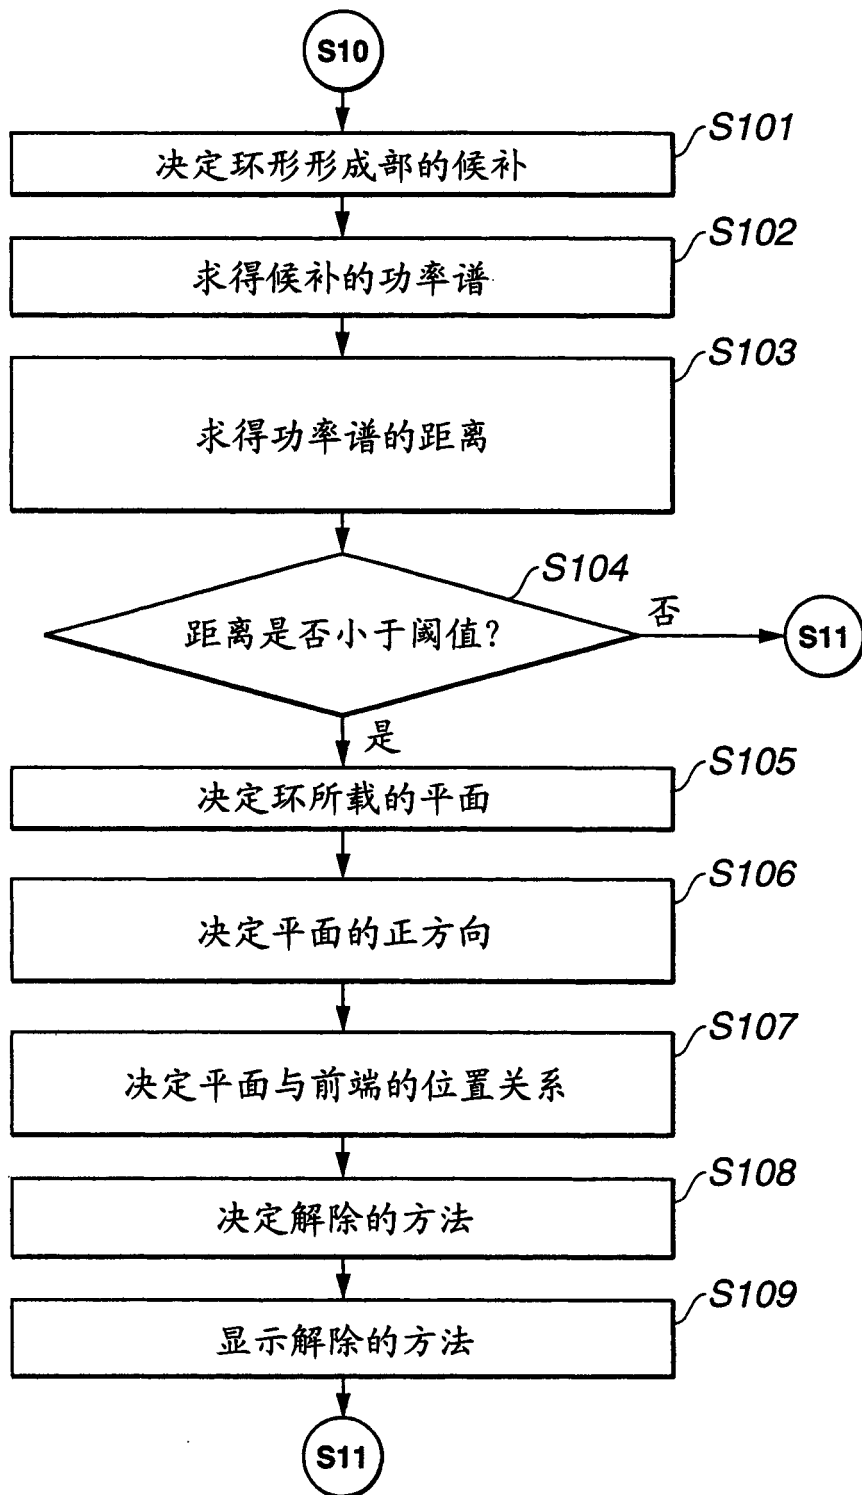 S10
S101
决定环形形成部的候补
S102
求得候补的功率谱
S103
求得功率谱的距离
S104
距离是否小于阈值?
否
S11
是
S105
决定环所载的平面
S106
决定平面的正方向
S107
决定平面与前端的位置关系
S108
决定解除的方法
S109
显示解除的方法
S11